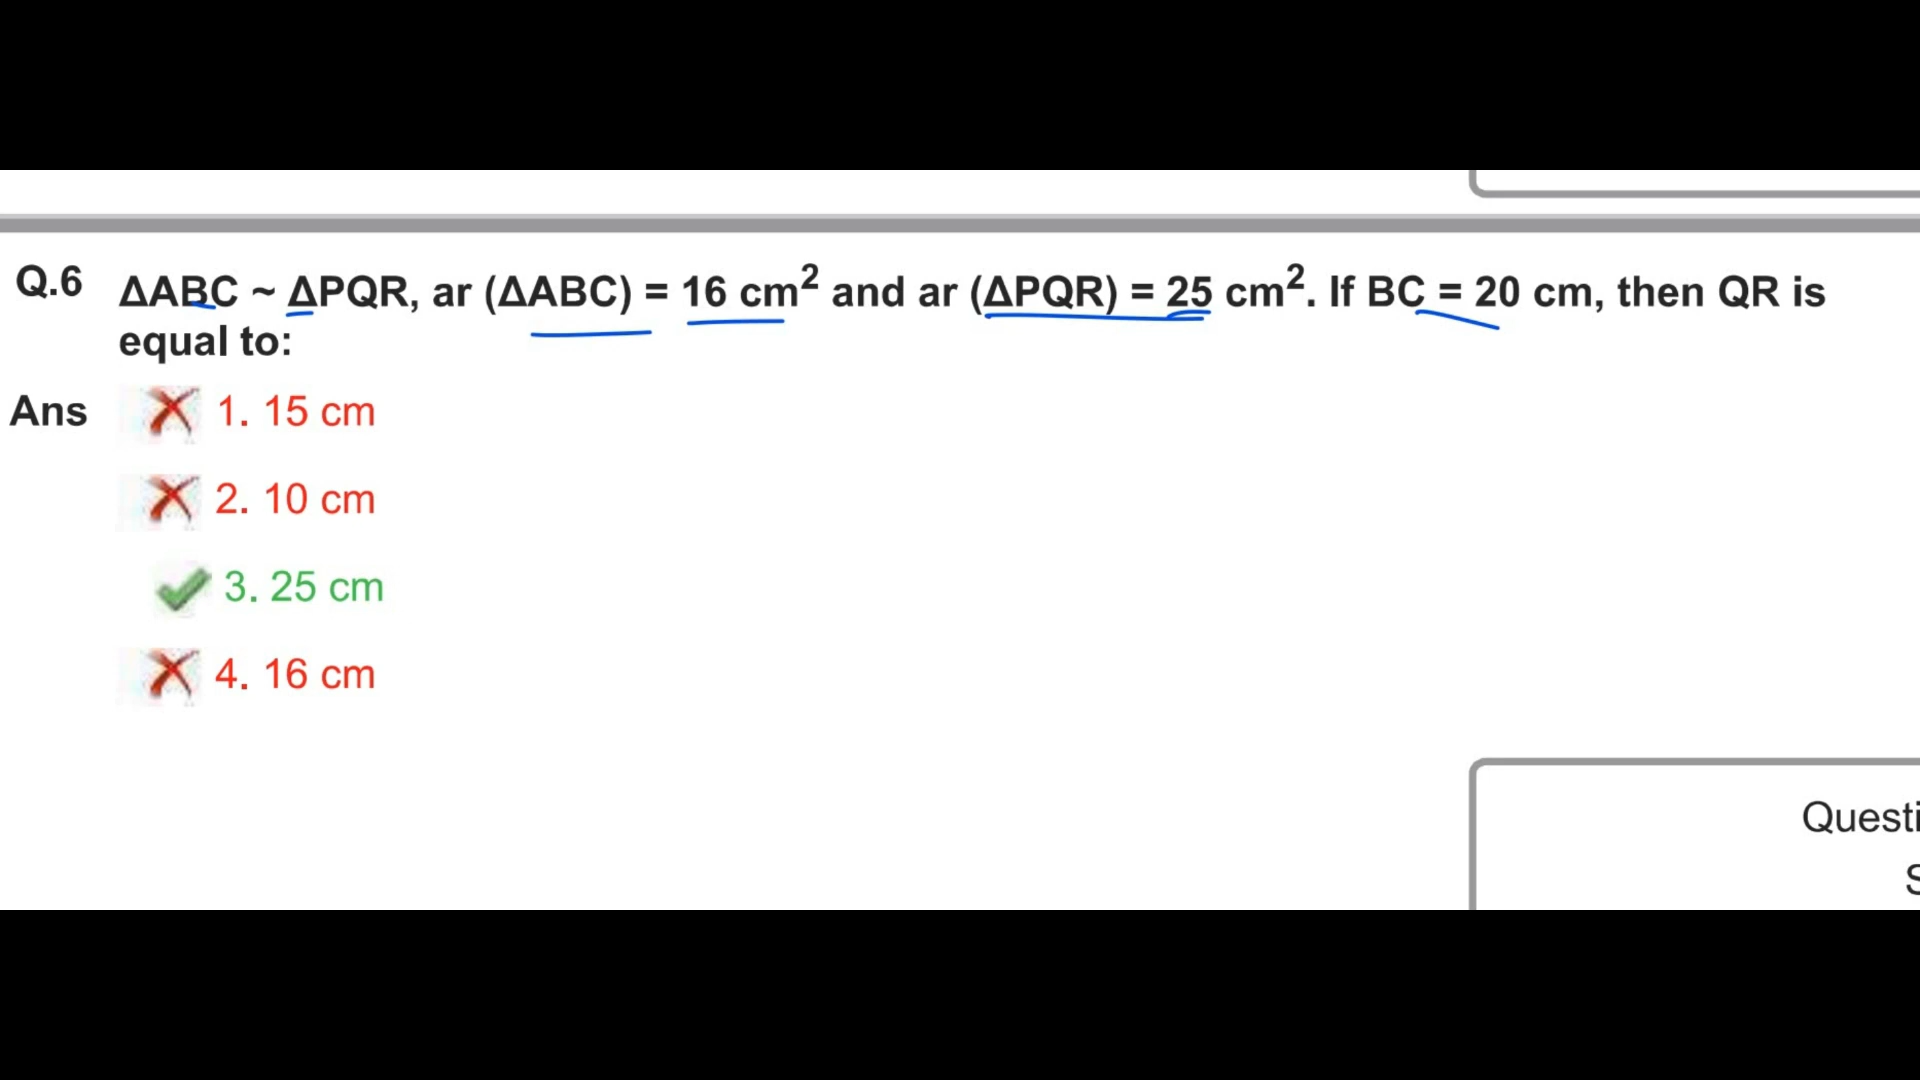 Q.6 ΔABC ~ ΔPQR, ar (ΔABC) = 16 cm² and ar (ΔPQR) = 25 cm². If BC = 20 cm, then QR is
equal to:
Ans 1. 15 cm
2. 10 cm
3. 25 cm
4. 16 cm